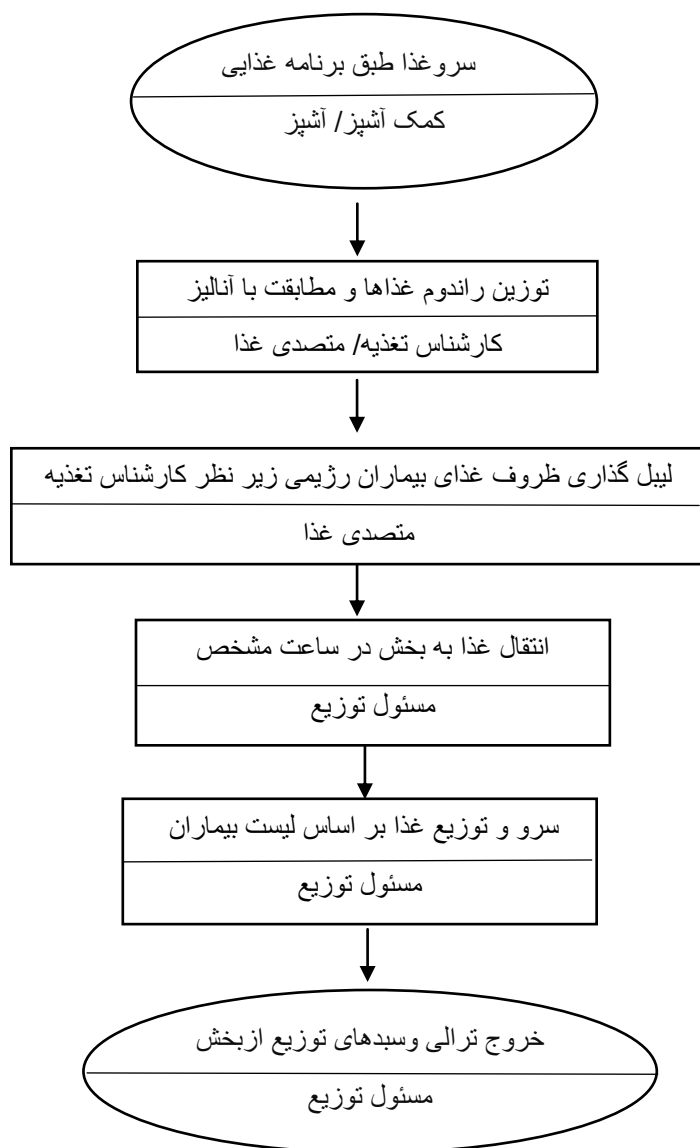 سروغذا طبق برنامه غذایی
کمک آشپز/ آشپز
توزین راندوم غذاها و مطابقت با آنالیز
کارشناس تغذیه/ متصدی غذا
لیبل گذاری ظروف غذای بیماران رژیمی زیر نظر کارشناس تغذیه
متصدی غذا
انتقال غذا به بخش در ساعت مشخص
مسئول توزیع
سرو و توزیع غذا بر اساس لیست بیماران
مسئول توزیع
خروج ترالی وسبدهای توزیع ازبخش
مسئول توزیع